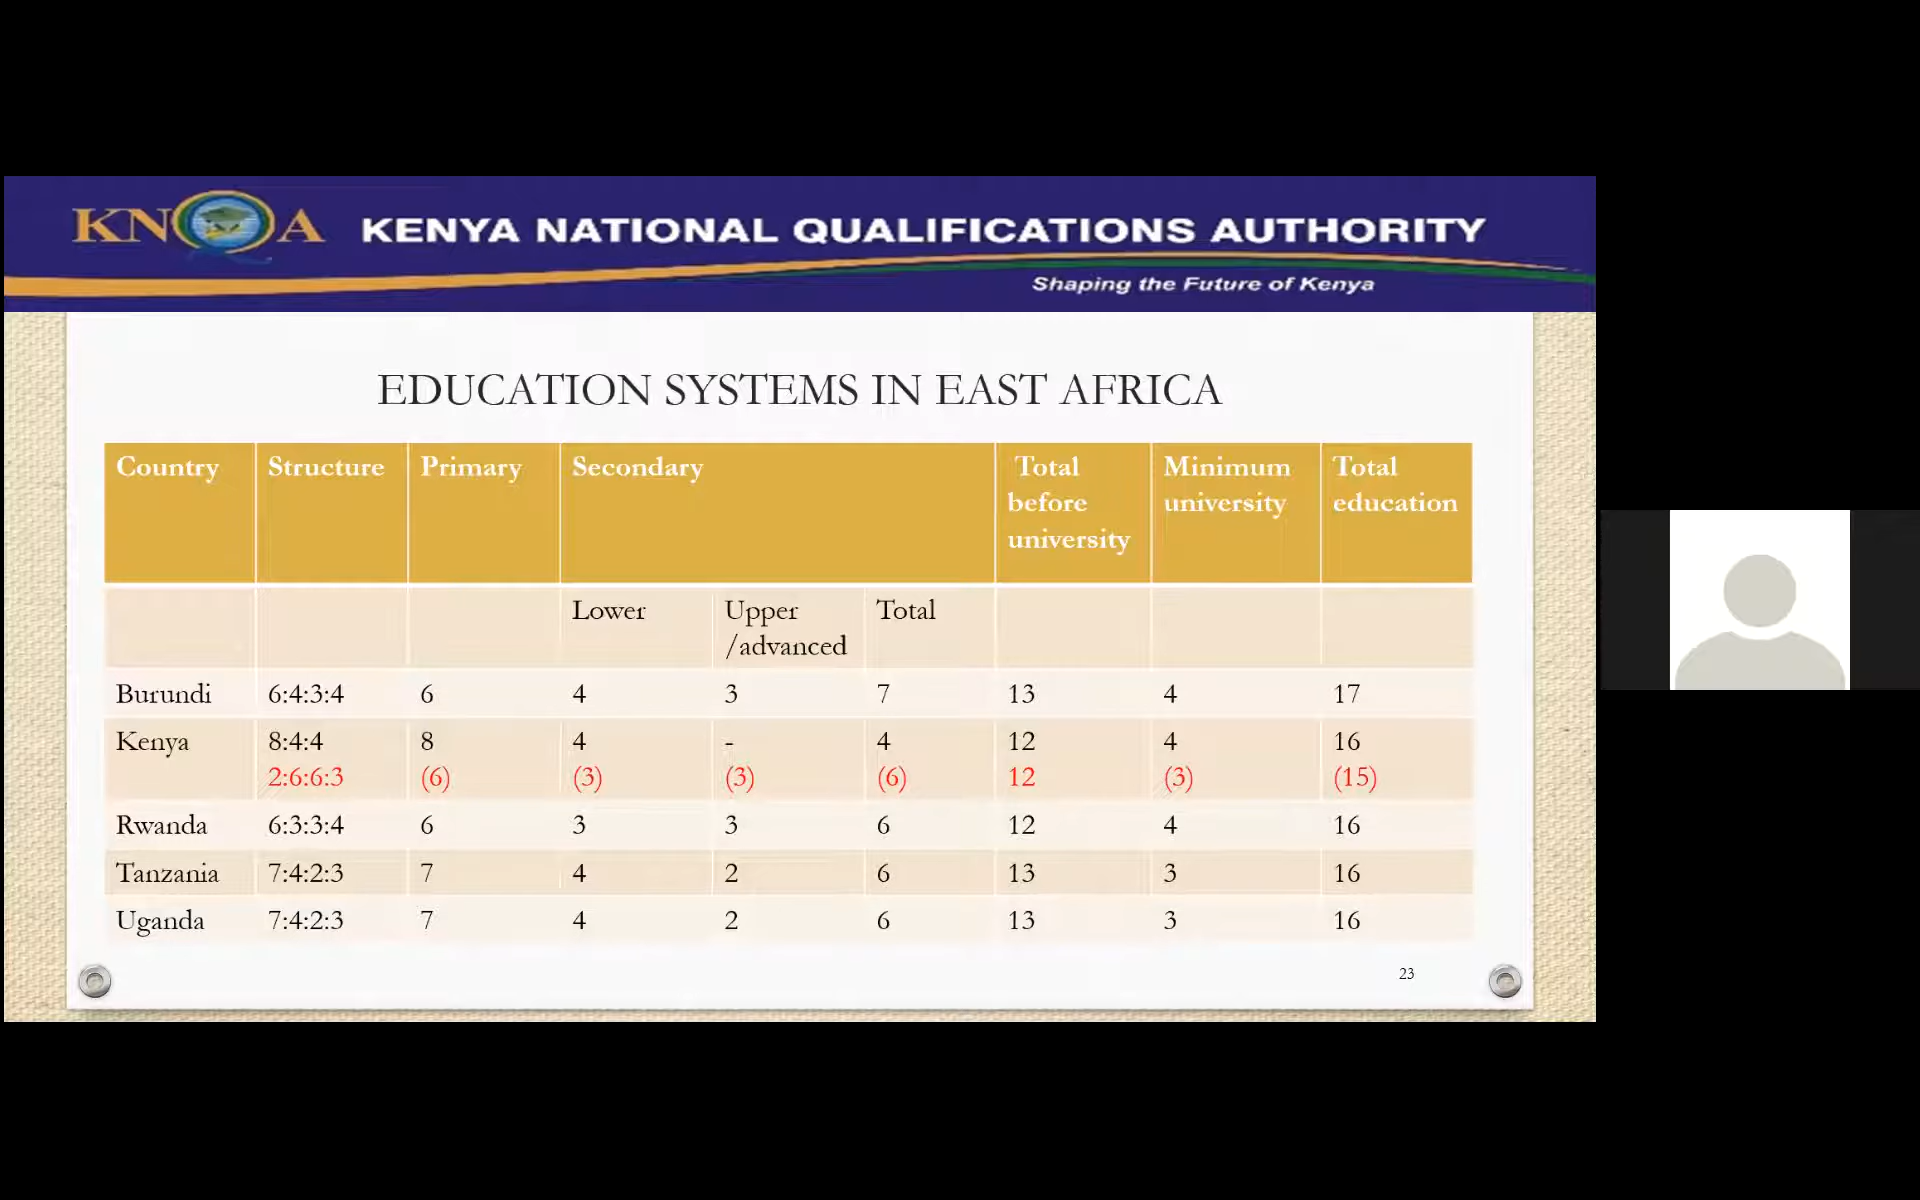 KNQA KENYA NATIONAL QUALIFICATIONS AUTHORITY
Shaping the Future of Kenya
EDUCATION SYSTEMS IN EAST AFRICA
Country Structure Primary Secondary Total before university Minimum university Total education
Lower Upper /advanced Total
Burundi 6:4:3:4 6 4 3 7 13 4 17
Kenya 8:4:4 8 4 - 4 12 4 16
2:6:6:3 (6) (3) (3) (6) 12 (3) (15)
Rwanda 6:3:3:4 6 3 3 6 12 4 16
Tanzania 7:4:2:3 7 4 2 6 13 3 16
Uganda 7:4:2:3 7 4 2 6 13 3 16
23